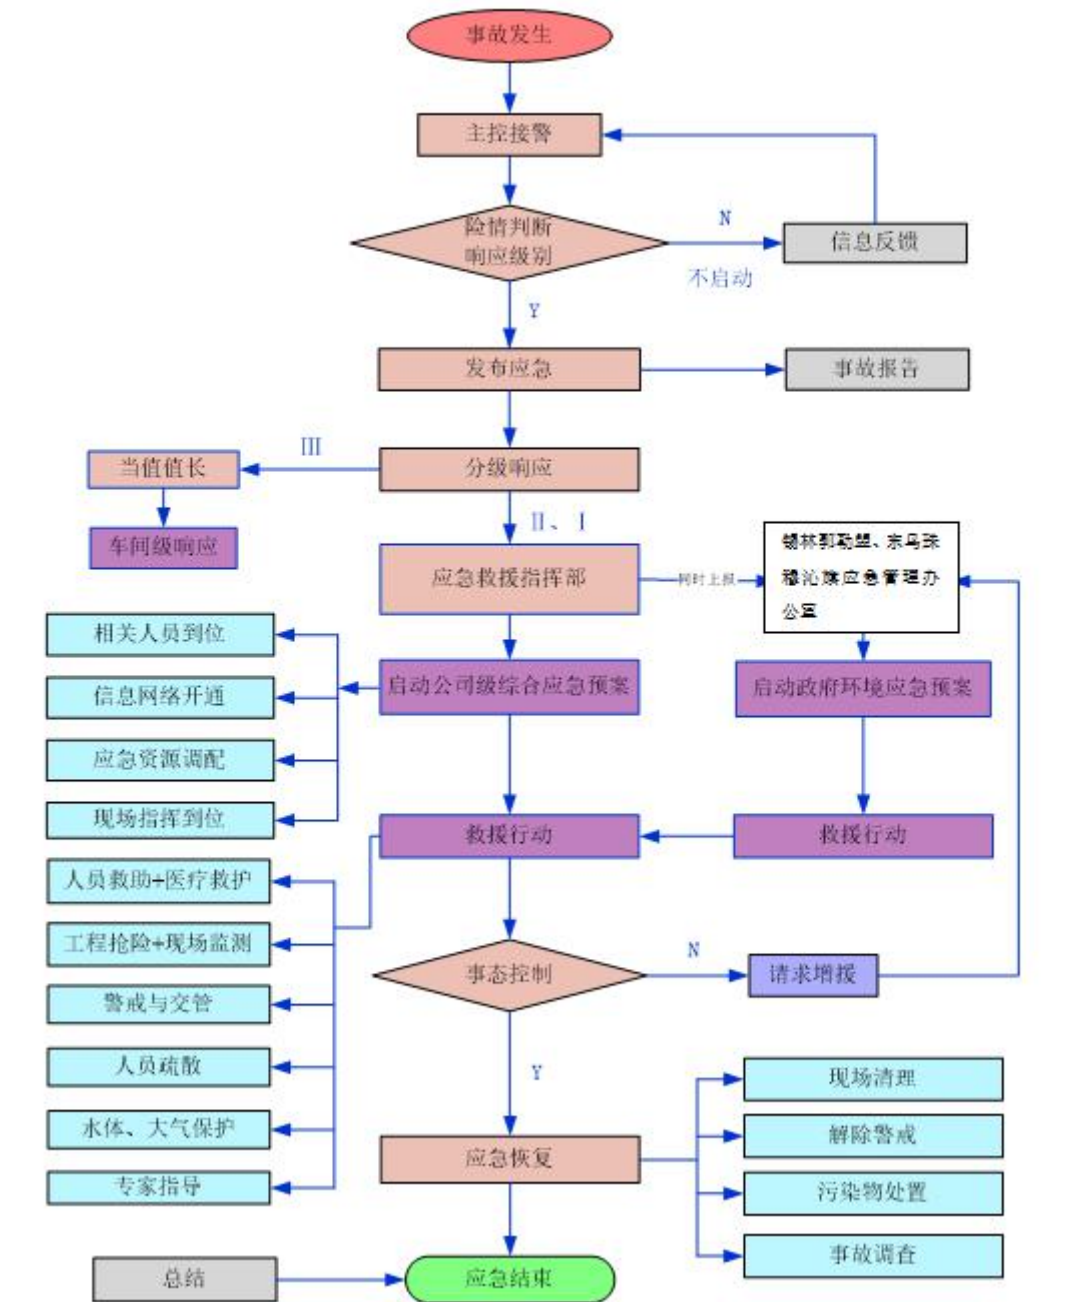 事故发生
主控接警
险情判断
响应级别
N
不启动
信息反馈
Y
发布应急
事故报告
分级响应
III
当值值长
车间级响应
II、I
应急救援指挥部
同时上报
锡林郭勒盟、东乌珠
穆沁旗应急管理办
公室
相关人员到位
信息网络开通
应急资源调配
现场指挥到位
启动公司级综合应急预案
启动政府环境应急预案
救援行动
救援行动
人员救助+医疗救护
工程抢险+现场监测
警戒与交管
人员疏散
水体、大气保护
专家指导
事态控制
N
请求增援
Y
应急恢复
现场清理
解除警戒
污染物处置
事故调查
总结
应急结束